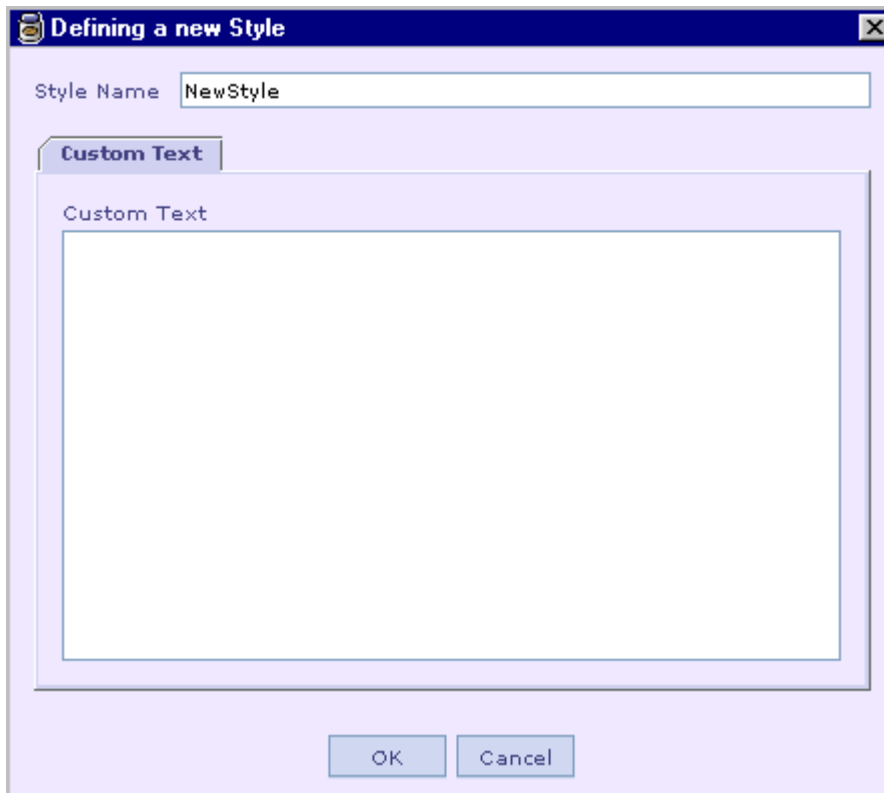 Defining a new Style
Style Name NewStyle
Custom Text
Custom Text
OK Cancel